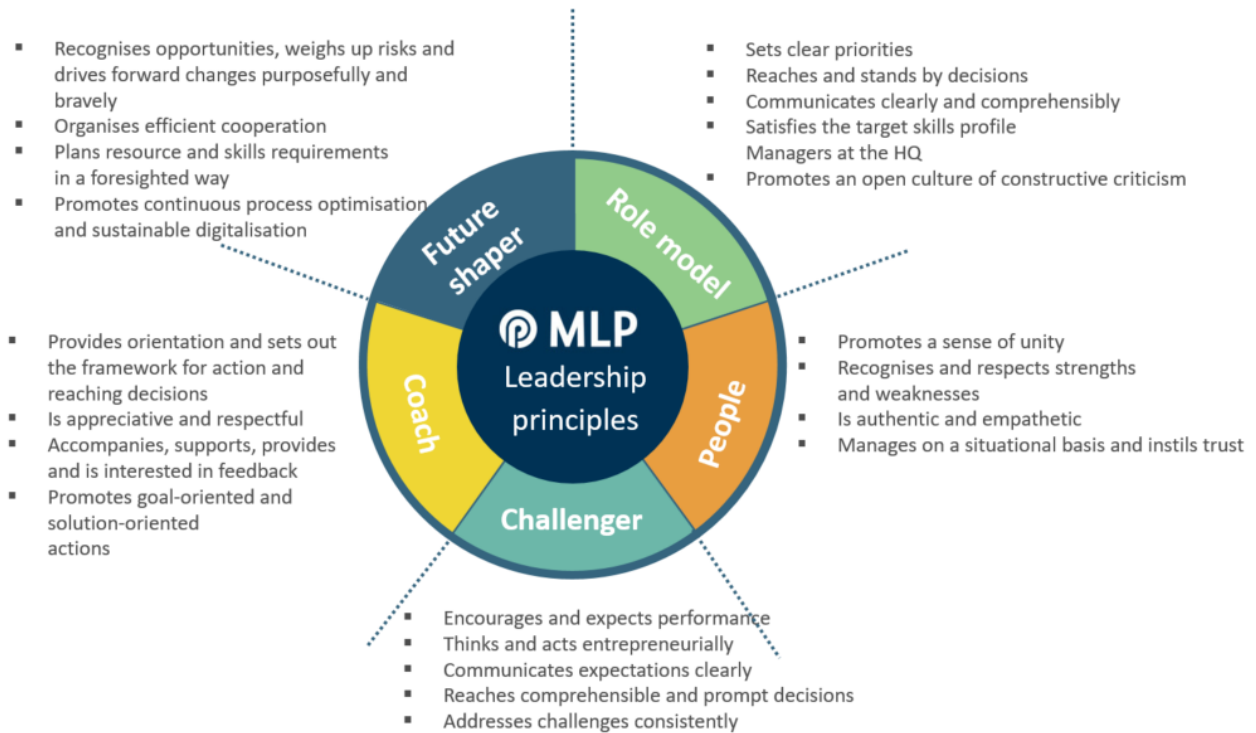 ▪ Recognises opportunities, weighs up risks and
drives forward changes purposefully and
bravely
▪ Organises efficient cooperation
▪ Plans resource and skills requirements
in a foresighted way
▪ Promotes continuous process optimisation
and sustainable digitalisation
▪ Sets clear priorities
▪ Reaches and stands by decisions
▪ Communicates clearly and comprehensibly
▪ Satisfies the target skills profile
Managers at the HQ
▪ Promotes an open culture of constructive criticism
Future
shaper
Role model
MLP
Leadership
principles
Coach
People
Challenger
▪ Provides orientation and sets out
the framework for action and
reaching decisions
▪ Is appreciative and respectful
▪ Accompanies, supports, provides
and is interested in feedback
▪ Promotes goal-oriented and
solution-oriented
actions
▪ Promotes a sense of unity
▪ Recognises and respects strengths
and weaknesses
▪ Is authentic and empathetic
▪ Manages on a situational basis and instils trust
▪ Encourages and expects performance
▪ Thinks and acts entrepreneurially
▪ Communicates expectations clearly
▪ Reaches comprehensible and prompt decisions
▪ Addresses challenges consistently